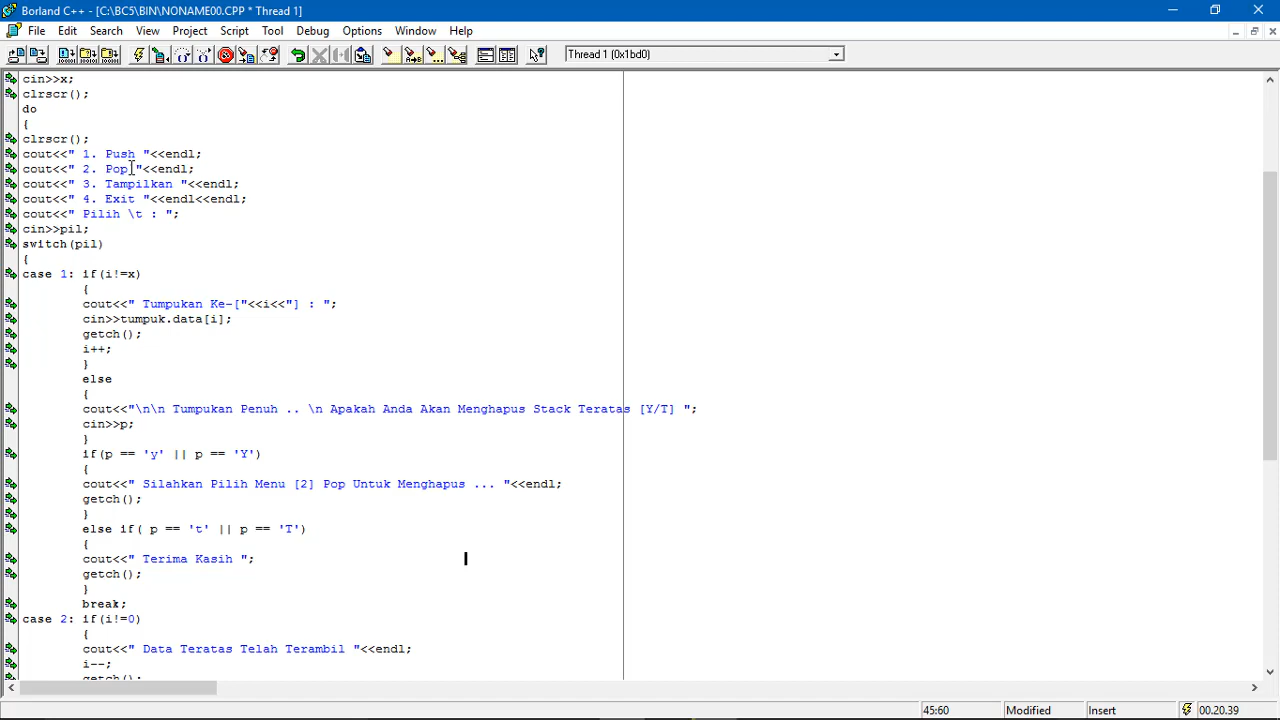 Borland C++ - [C:\BC5\BIN\NONAME00.CPP * Thread 1]
File Edit Search View Project Script Tool Debug Options Window Help
Thread 1 (0x1bd0)
cin>>x;
clrscr();
do
{
clrscr();
cout<<" 1. Push "<<endl;
cout<<" 2. Pop "<<endl;
cout<<" 3. Tampilkan "<<endl;
cout<<" 4. Exit "<<endl<<endl;
cout<<" Pilih \t : ";
cin>>pil;
switch(pil)
{
case 1: if(i!=x)
{
cout<<" Tumpukan Ke-["<<i<<"] : ";
cin>>tumpuk.data[i];
getch();
i++;
}
else
{
cout<<"\n\n Tumpukan Penuh .. \n Apakah Anda Akan Menghapus Stack Teratas [Y/T] ";
cin>>p;
}
if(p == 'y' || p == 'Y')
{
cout<<" Silahkan Pilih Menu [2] Pop Untuk Menghapus ... "<<endl;
getch();
}
else if( p == 't' || p == 'T')
{
cout<<" Terima Kasih ";
getch();
}
break;
case 2: if(i!=0)
{
cout<<" Data Teratas Telah Terambil "<<endl;
i--;
getch();
45:60 Modified Insert 00.20.39